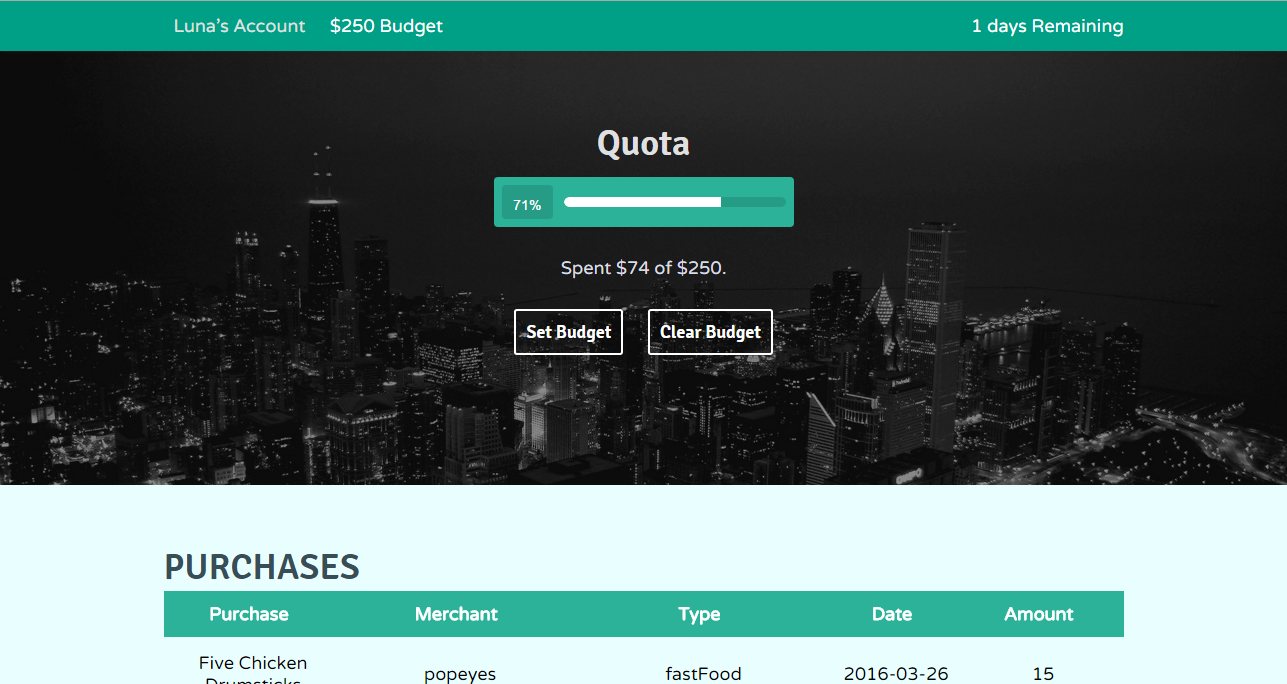 Luna's Account $250 Budget 1 days Remaining
Quota
71%
Spent $74 of $250.
Set Budget Clear Budget
PURCHASES
Purchase Merchant Type Date Amount
Five Chicken
Drumsticks popeyes fastFood 2016-03-26 15